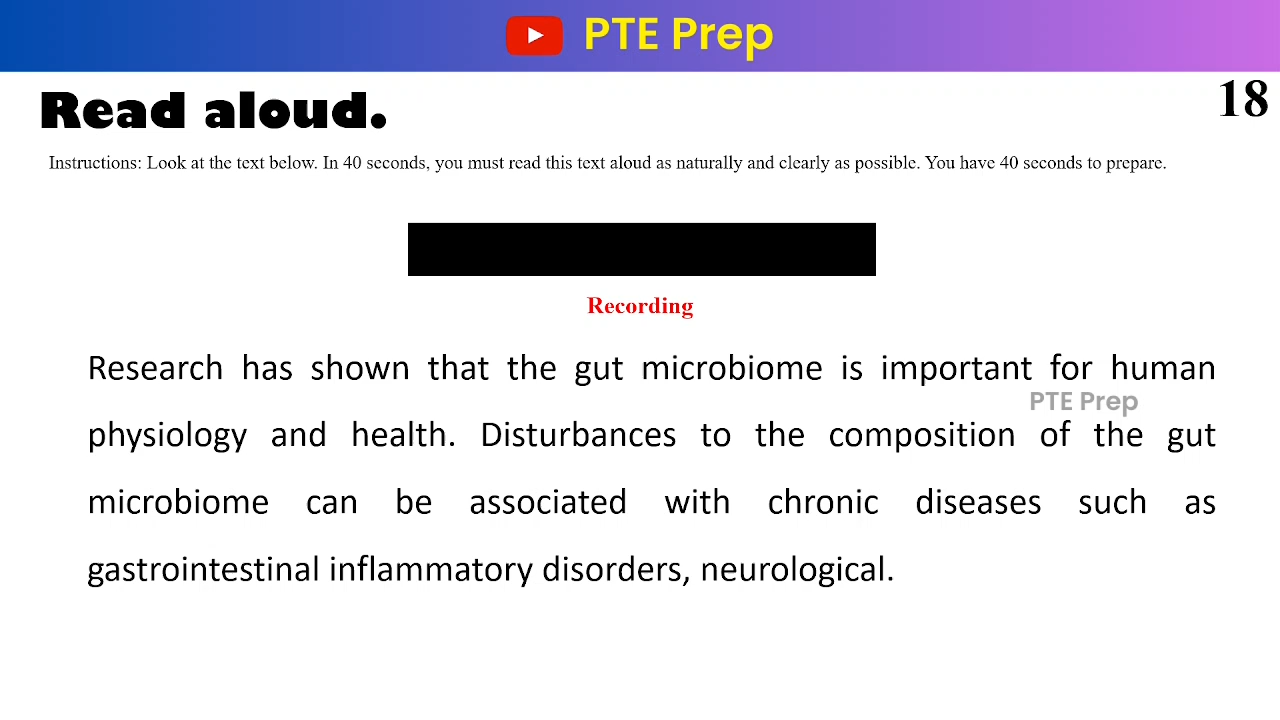 PTE Prep
Read aloud.
18
Instructions: Look at the text below. In 40 seconds, you must read this text aloud as naturally and clearly as possible. You have 40 seconds to prepare.
Recording
Research has shown that the gut microbiome is important for human
PTE Prep
physiology and health. Disturbances to the composition of the gut
microbiome can be associated with chronic diseases such as
gastrointestinal inflammatory disorders, neurological.